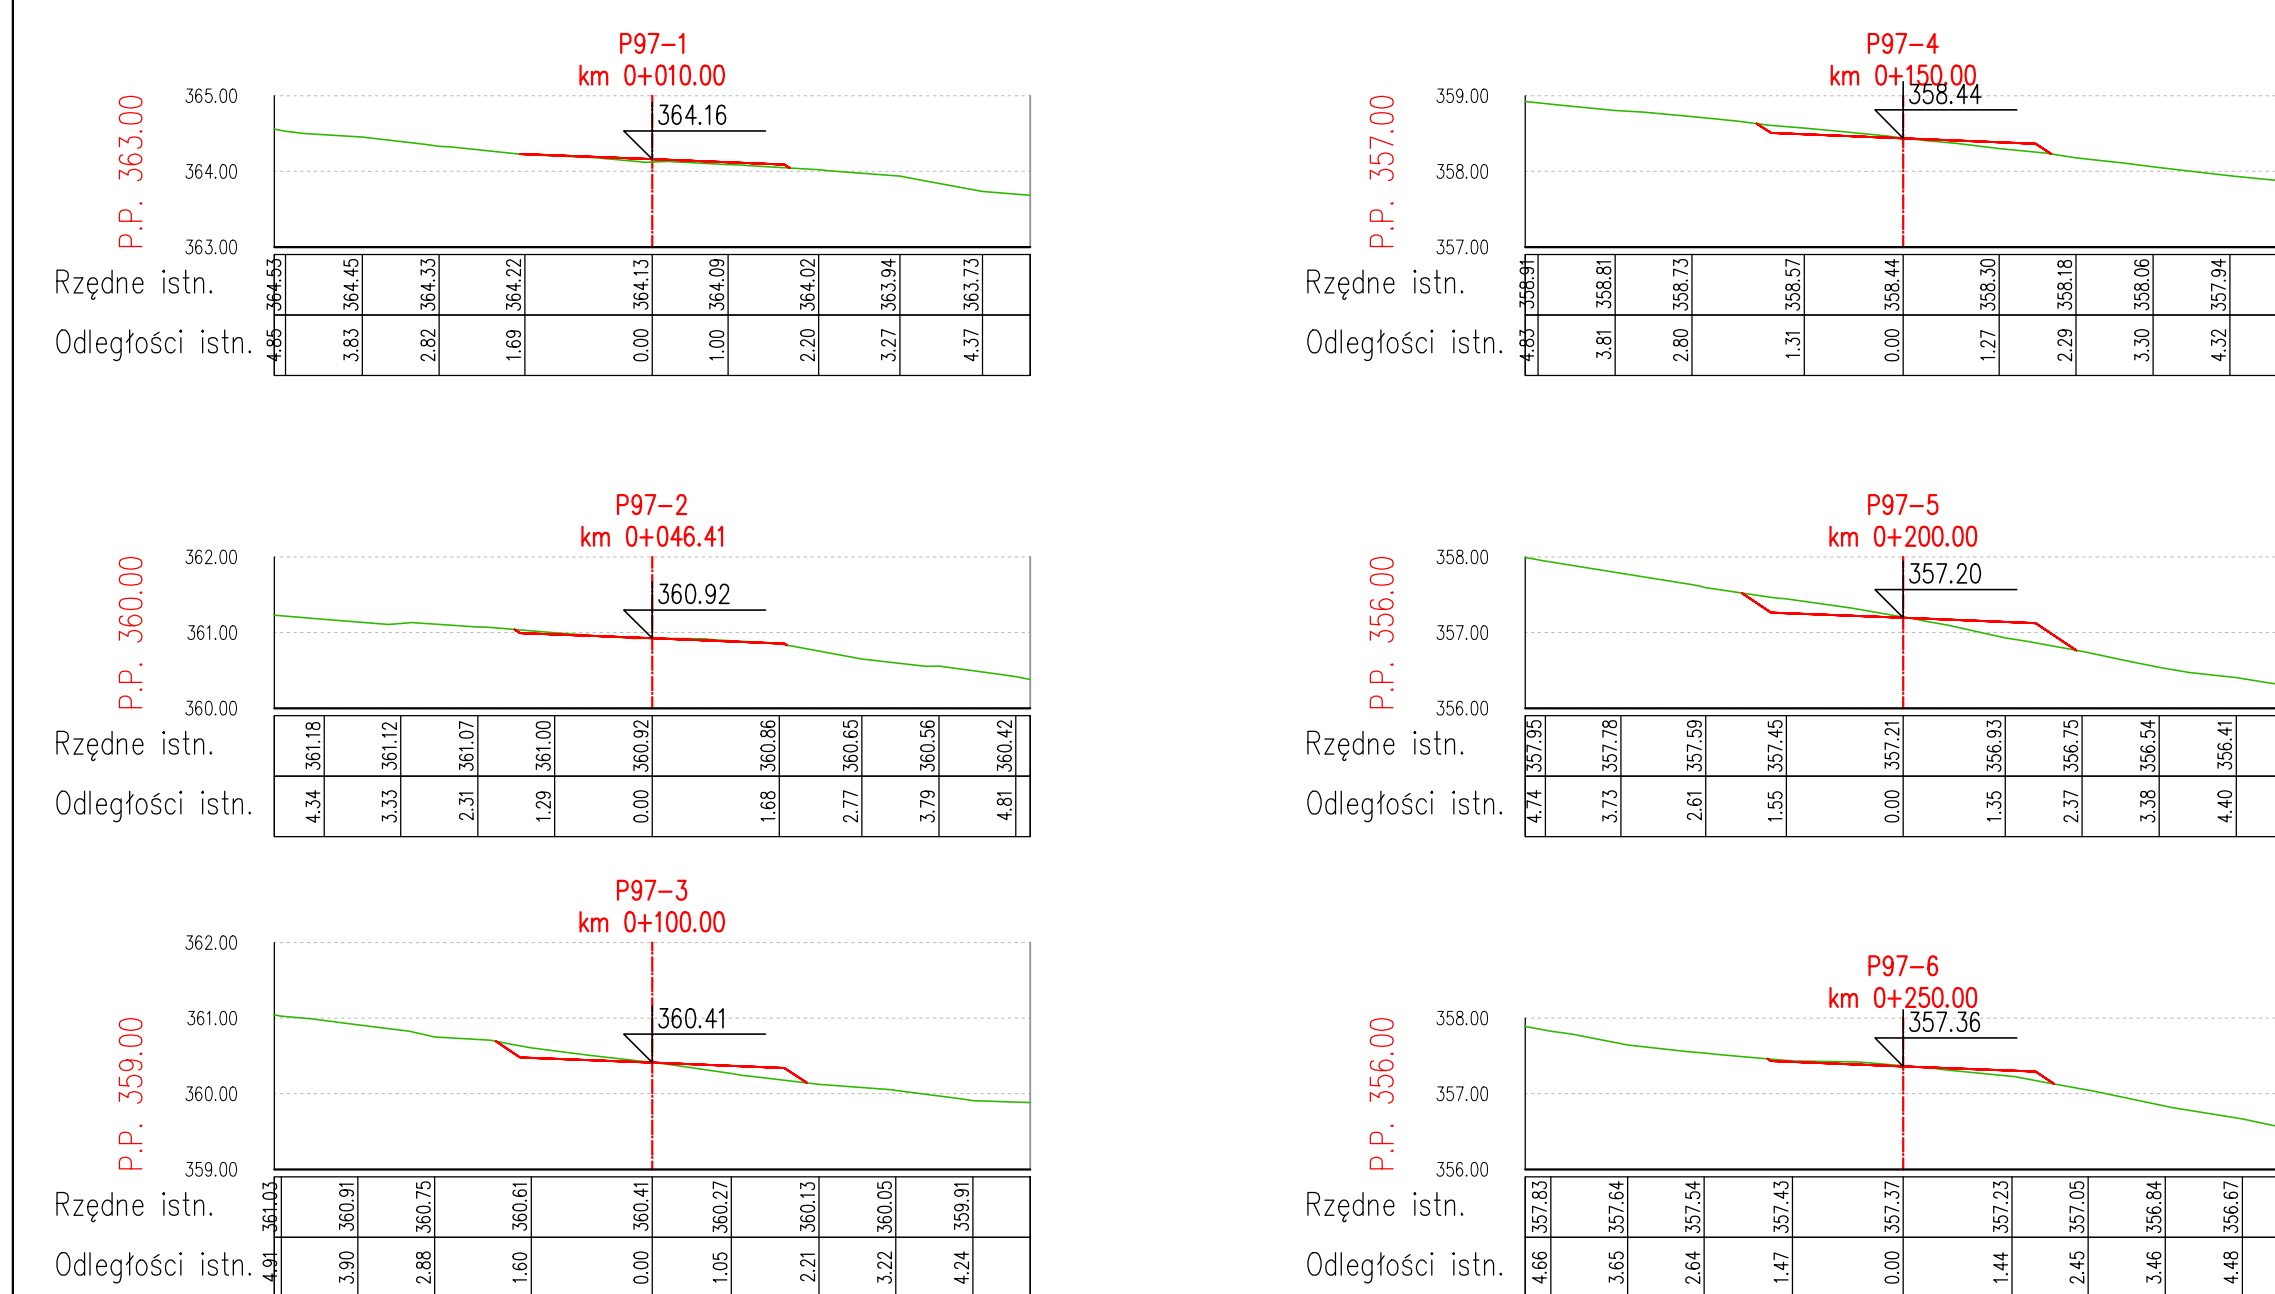 P97-1
km 0+010.00
P.P. 363.00
365.00
364.00
363.00
364.16
Rzędne istn. 364.53 364.45 364.33 364.22 364.13 364.09 364.02 363.94 363.73
Odległości istn. 4.85 3.83 2.82 1.69 0.00 1.00 2.20 3.27 4.37
P97-4
km 0+150.00
P.P. 357.00
359.00
358.00
357.00
358.44
Rzędne istn. 358.91 358.81 358.73 358.57 358.44 358.30 358.18 358.06 357.94
Odległości istn. 4.83 3.81 2.80 1.31 0.00 1.27 2.29 3.30 4.32
P97-2
km 0+046.41
P.P. 360.00
362.00
361.00
360.00
360.92
Rzędne istn. 361.18 361.12 361.07 361.00 360.92 360.86 360.65 360.56 360.42
Odległości istn. 4.34 3.33 2.31 1.29 0.00 1.68 2.77 3.79 4.81
P97-5
km 0+200.00
P.P. 356.00
358.00
357.00
356.00
357.20
Rzędne istn. 357.95 357.78 357.59 357.45 357.21 356.93 356.75 356.54 356.41
Odległości istn. 4.74 3.73 2.61 1.55 0.00 1.35 2.37 3.38 4.40
P97-3
km 0+100.00
P.P. 359.00
362.00
361.00
360.00
359.00
360.41
Rzędne istn. 361.03 360.91 360.75 360.61 360.41 360.27 360.13 360.05 359.91
Odległości istn. 4.91 3.90 2.88 1.60 0.00 1.05 2.21 3.22 4.24
P97-6
km 0+250.00
P.P. 356.00
358.00
357.00
356.00
357.36
Rzędne istn. 357.83 357.64 357.54 357.43 357.37 357.23 357.05 356.84 356.67
Odległości istn. 4.66 3.65 2.64 1.47 0.00 1.44 2.45 3.46 4.48